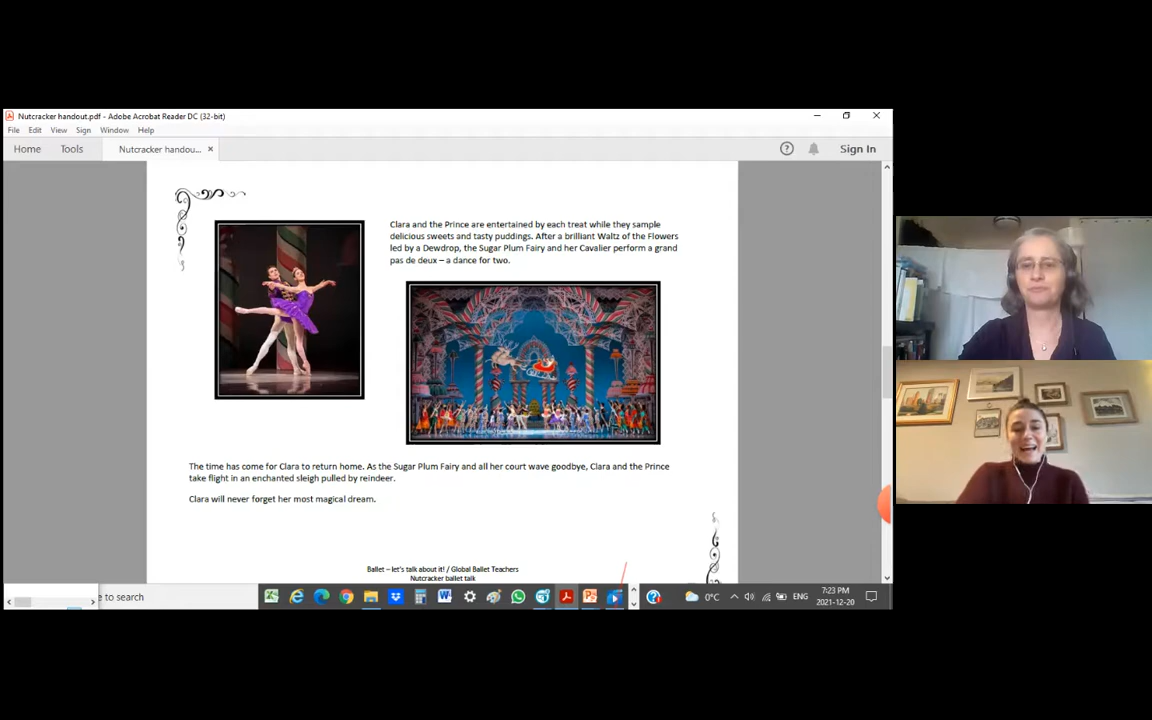 Nutcracker handout.pdf - Adobe Acrobat Reader DC (32-bit)
File Edit View Sign Window Help
Home Tools Nutcracker handou... × Sign In
Clara and the Prince are entertained by each treat while they sample
delicious sweets and tasty puddings. After a brilliant Waltz of the Flowers
led by a Dewdrop, the Sugar Plum Fairy and her Cavalier perform a grand
pas de deux – a dance for two.
The time has come for Clara to return home. As the Sugar Plum Fairy and all her court wave goodbye, Clara and the Prince
take flight in an enchanted sleigh pulled by reindeer.
Clara will never forget her most magical dream.
Ballet – let's talk about it! / Global Ballet Teachers
Nutcracker ballet talk
e to search
0°C ENG 7:23 PM
2021-12-20